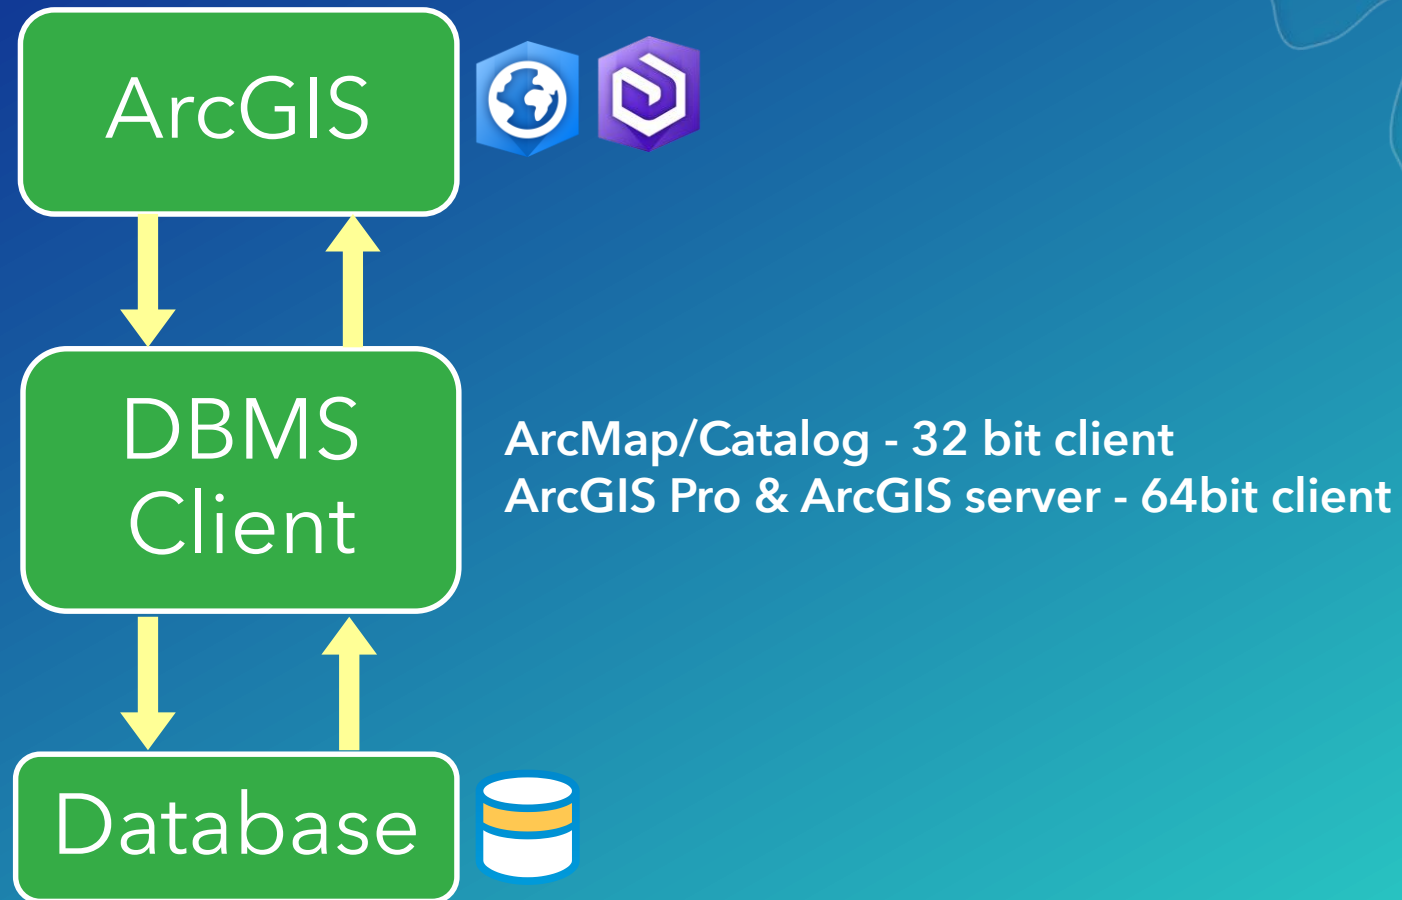 ArcGIS
DBMS
Client
ArcMap/Catalog - 32 bit client
ArcGIS Pro & ArcGIS server - 64bit client
Database